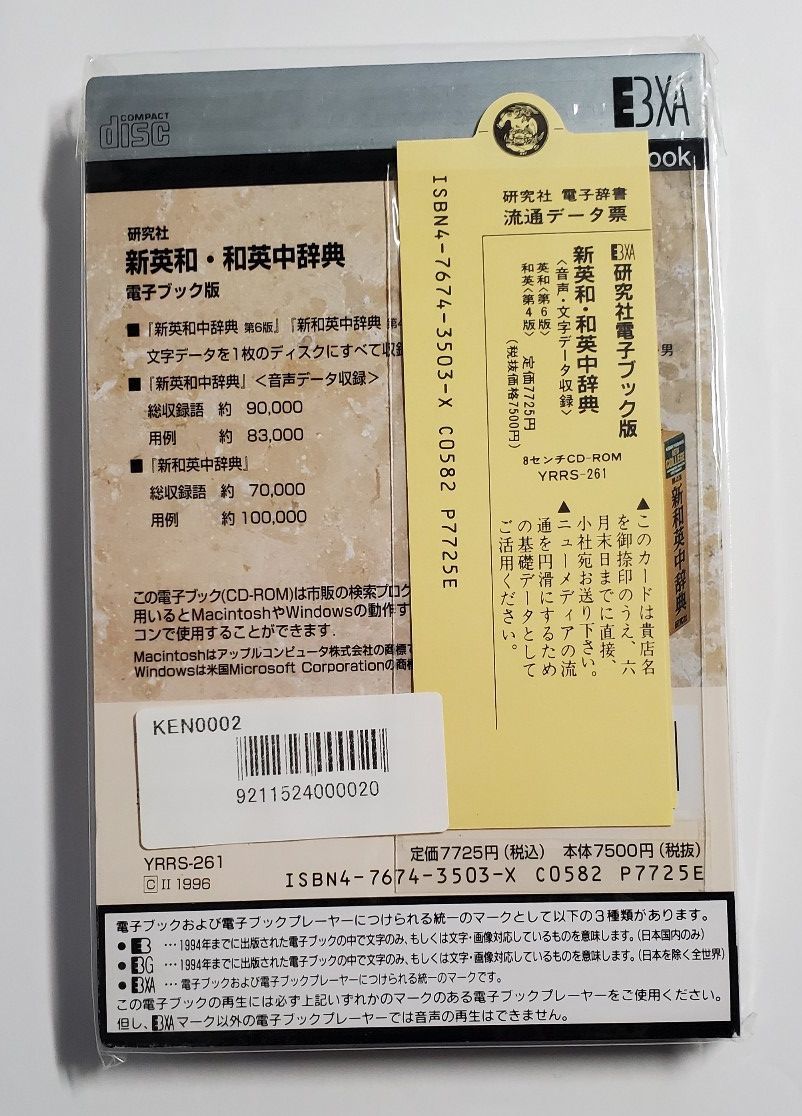 COMPACT
disc
EBXA
ook
研究社
新英和・和英中辞典
電子ブック版
■『新英和中辞典 第6版』『新和英中辞典 第4
文字データを1枚のディスクにすべて収録
■『新英和中辞典』<音声データ収録>
総収録語 約 90,000
用例 約 83,000
■『新和英中辞典』
総収録語 約 70,000
用例 約 100,000
この電子ブック(CD-ROM)は市販の検索プログ
用いるとMacintoshやWindowsの動作す
コンで使用することができます.
Macintoshはアップルコンピュータ株式会社の商標で
Windowsは米国Microsoft Corporationの商標
男
新和英中辞典
研究社 電子辞書
流通データ票
EBXA 研究社電子ブック版
新英和・和英中辞典
<音声・文字データ収録>
英和<第6版>
和英<第4版>
定価7725円
(税抜価格7500円)
8センチCD-ROM
YRRS-261
▲このカードは貴店名
を御捺印のうえ、六
月末日までに直接、
小社宛お送り下さい。
▲ニューメディアの流
通を円滑にするため
の基礎データとして
ご活用ください。
ISBN4-7674-3503-X C0582 P7725E
KEN0002
9211524000020
YRRS-261
定価7725円(税込) 本体7500円(税抜)
ⒸⅡ 1996
ISBN4-7674-3503-X C0582 P7725E
電子ブックおよび電子ブックプレーヤーにつけられる統一のマークとして以下の3種類があります。
● EB …1994年までに出版された電子ブックの中で文字のみ、もしくは文字・画像対応しているものを意味します。(日本国内のみ)
● EBG …1994年までに出版された電子ブックの中で文字のみ、もしくは文字・画像対応しているものを意味します。(日本を除く全世界)
● EBXA …電子ブックおよび電子ブックプレーヤーにつけられる統一のマークです。
この電子ブックの再生には必ず上記いずれかのマークのある電子ブックプレーヤーをご使用ください。
但し、EBXAマーク以外の電子ブックプレーヤーでは音声の再生はできません。